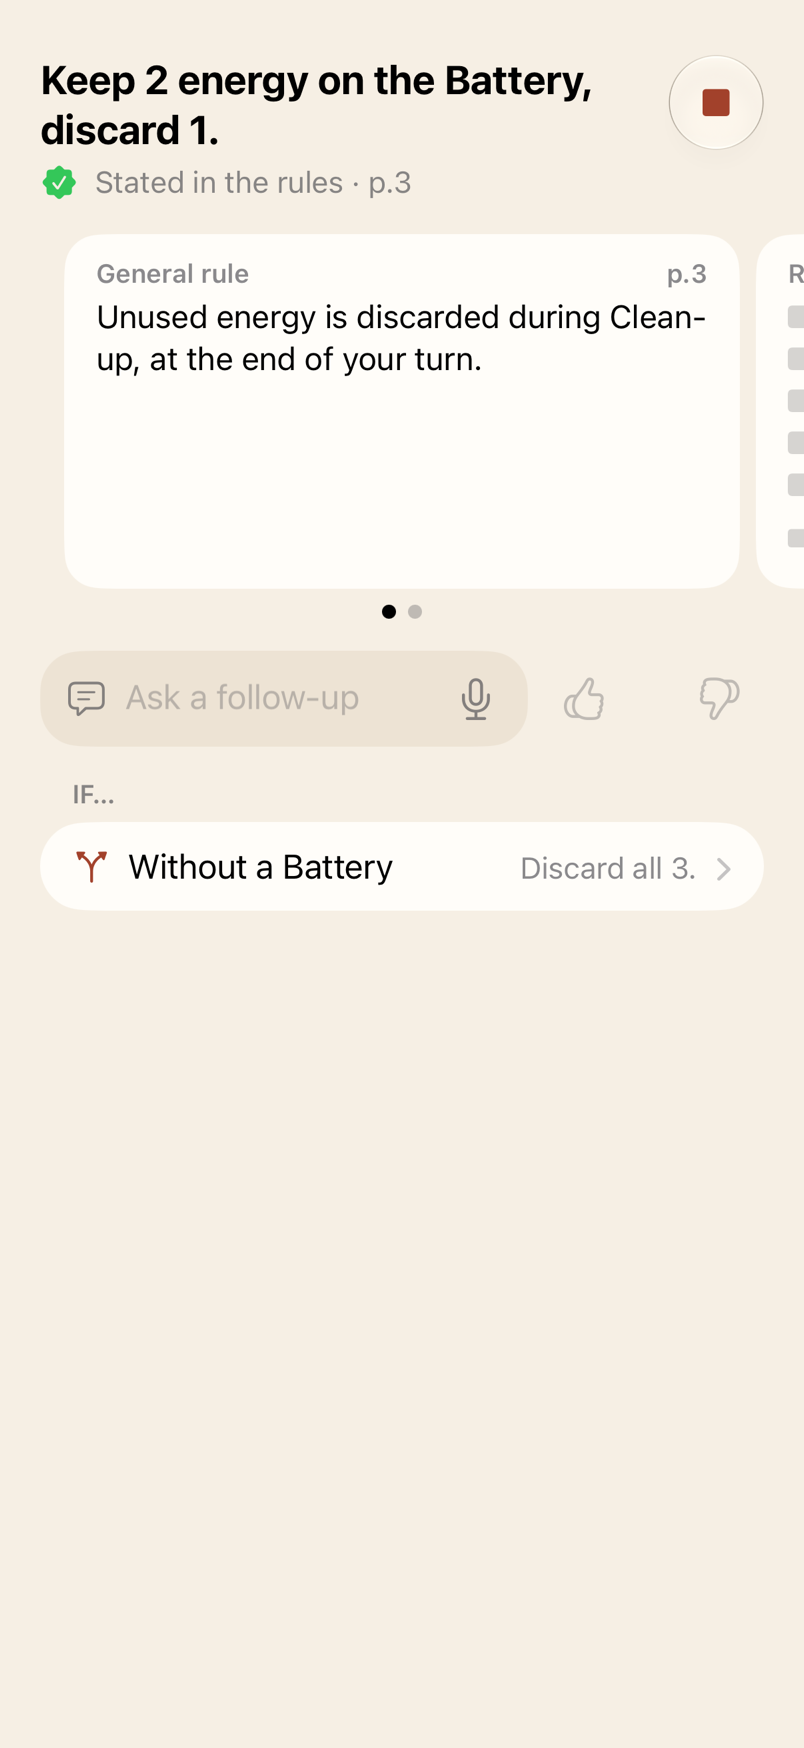 Keep 2 energy on the Battery,
discard 1.
Stated in the rules · p.3
General rule
p.3
Unused energy is discarded during Clean-
up, at the end of your turn.
R
Ask a follow-up
IF...
Without a Battery
Discard all 3.